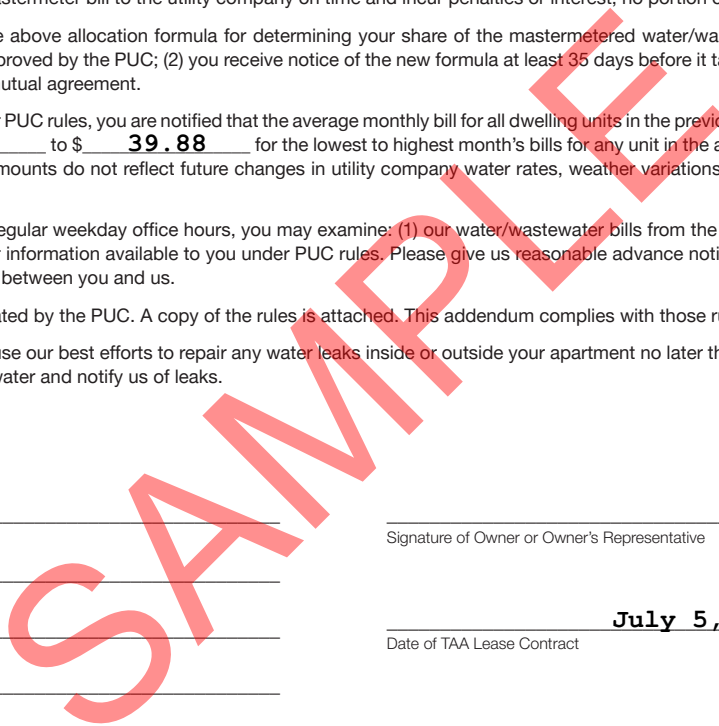 stermeter bill to the utility company on time and incur penalties or interest, no portion o
e above allocation formula for determining your share of the mastermetered water/wa
proved by the PUC; (2) you receive notice of the new formula at least 35 days before it ta
utual agreement.
r PUC rules, you are notified that the average monthly bill for all dwelling units in the previo
______ to $ 39.88 for the lowest to highest month's bills for any unit in the a
mounts do not reflect future changes in utility company water rates, weather variations
egular weekday office hours, you may examine: (1) our water/wastewater bills from the
r information available to you under PUC rules. Please give us reasonable advance noti
between you and us.
ated by the PUC. A copy of the rules is attached. This addendum complies with those ru
use our best efforts to repair any water leaks inside or outside your apartment no later th
water and notify us of leaks.
SAMPLE
Signature of Owner or Owner's Representative
July 5,
Date of TAA Lease Contract